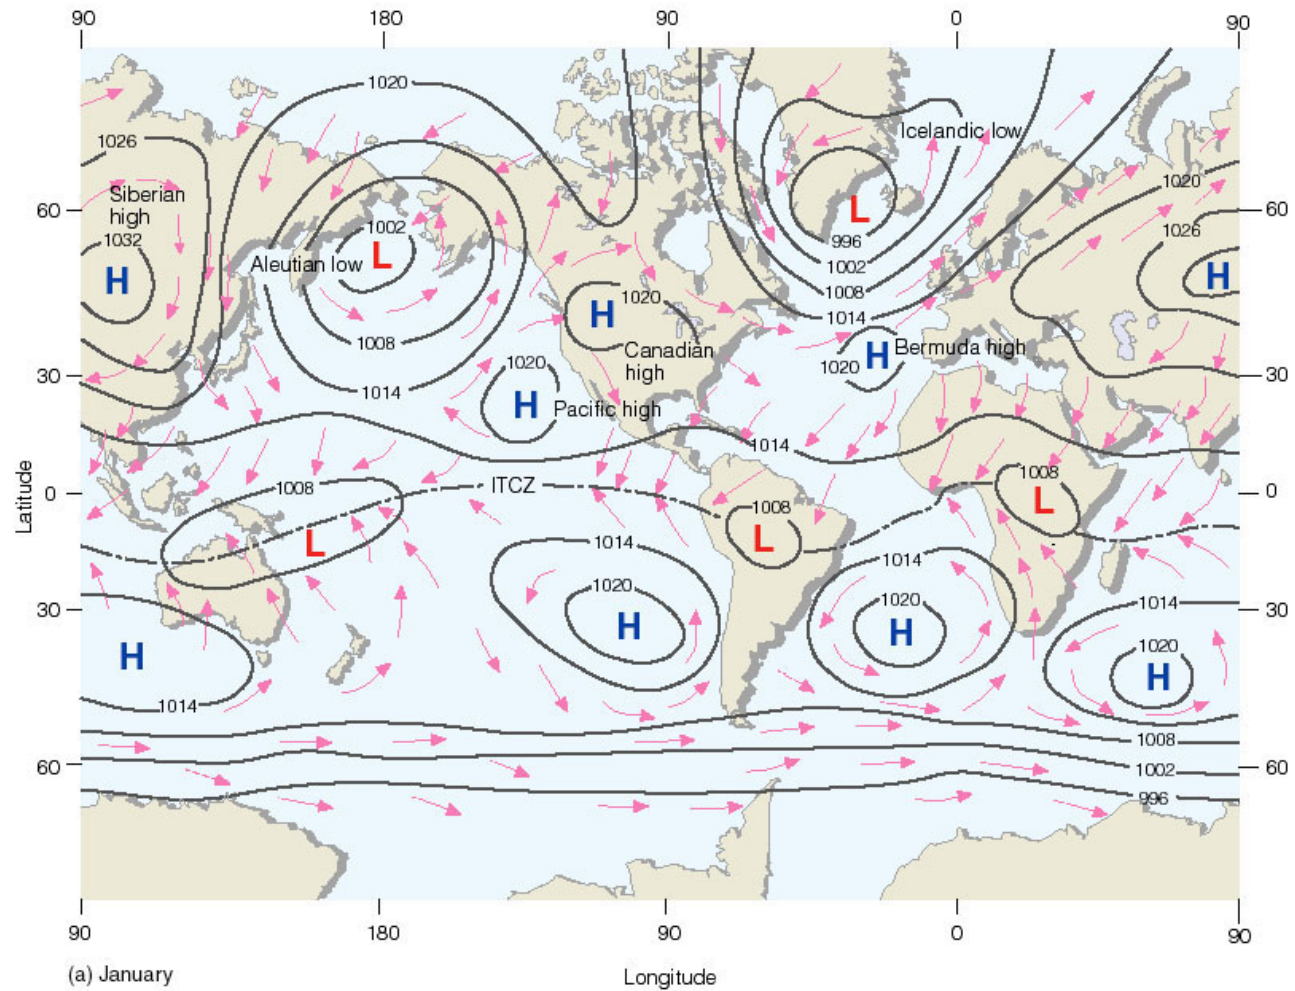 90 180 90 0 90
1020
1026
Icelandic low
1020
Siberian
high
60
L
60
1002
L
996
1026
1032
Aleutian low
1002
H
H
1020
1008
H
1014
1008
Canadian
high
H
Bermuda high
1020
1020
30
30
1014
H
Pacific high
1014
Latitude
0
1008
ITCZ
1008
L
1008
L
0
L
L
1014
1014
30
1020
1020
1014
30
H
H
H
1020
H
1014
1008
60
1002
60
996
90 180 90 0 90
(a) January
Longitude